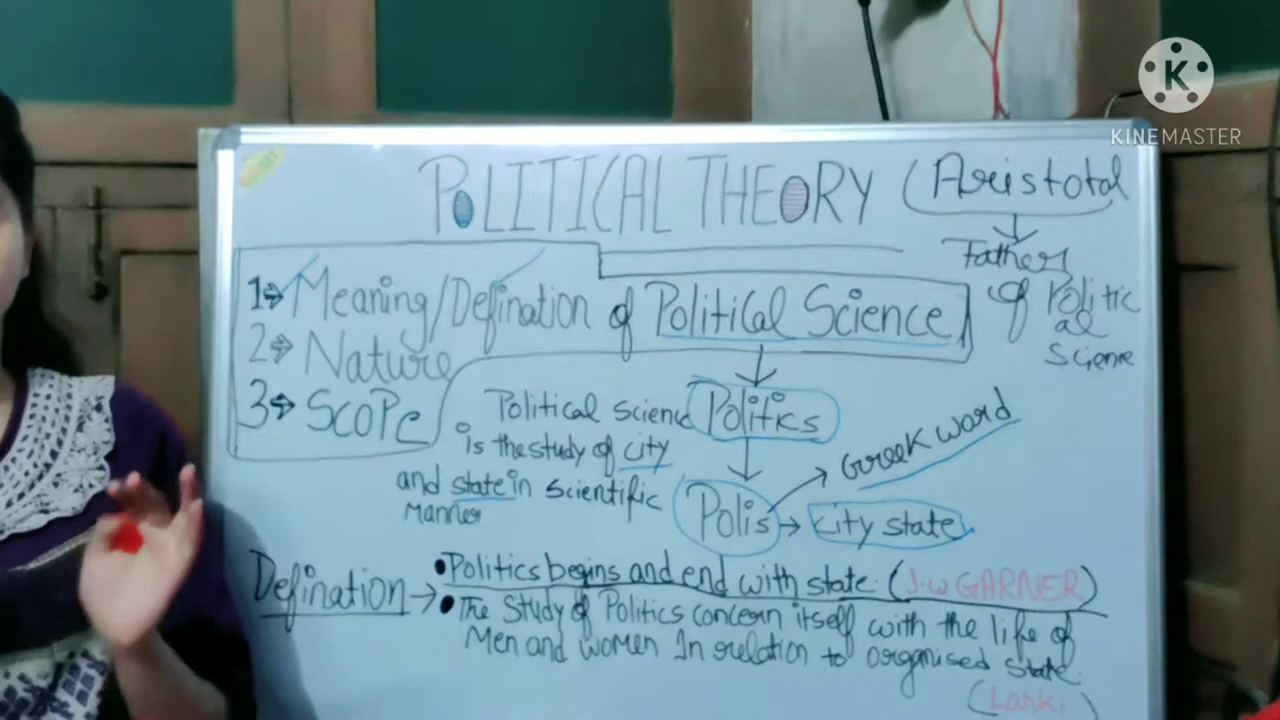 KINEMASTER
POLITICAL THEORY (Aristotal
Father
of Politic
al
Science
1⇒ Meaning/Defination of Political Science
2⇒ Nature
3⇒ Scope
Political Science
is the study of city
and state in scientific
manner
Politics
Polis → city state
Greek word
Defination → • Politics begins and end with state. (J.W GARNER)
• The Study of Politics concern itself with the life of
Men and women In relation to organised state.
(Laski)